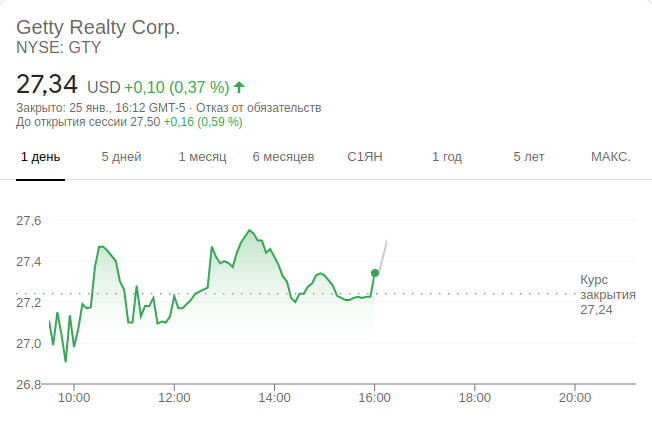 Getty Realty Corp.
NYSE: GTY
27,34 USD +0,10 (0,37 %)
Закрыто: 25 янв., 16:12 GMT-5 · Отказ от обязательств
До открытия сессии 27,50 +0,16 (0,59 %)
1 день 5 дней 1 месяц 6 месяцев С1ЯН 1 год 5 лет МАКС.
27,6
27,4
27,2
27,0
26,8
Курс
закрытия
27,24
10:00 12:00 14:00 16:00 18:00 20:00